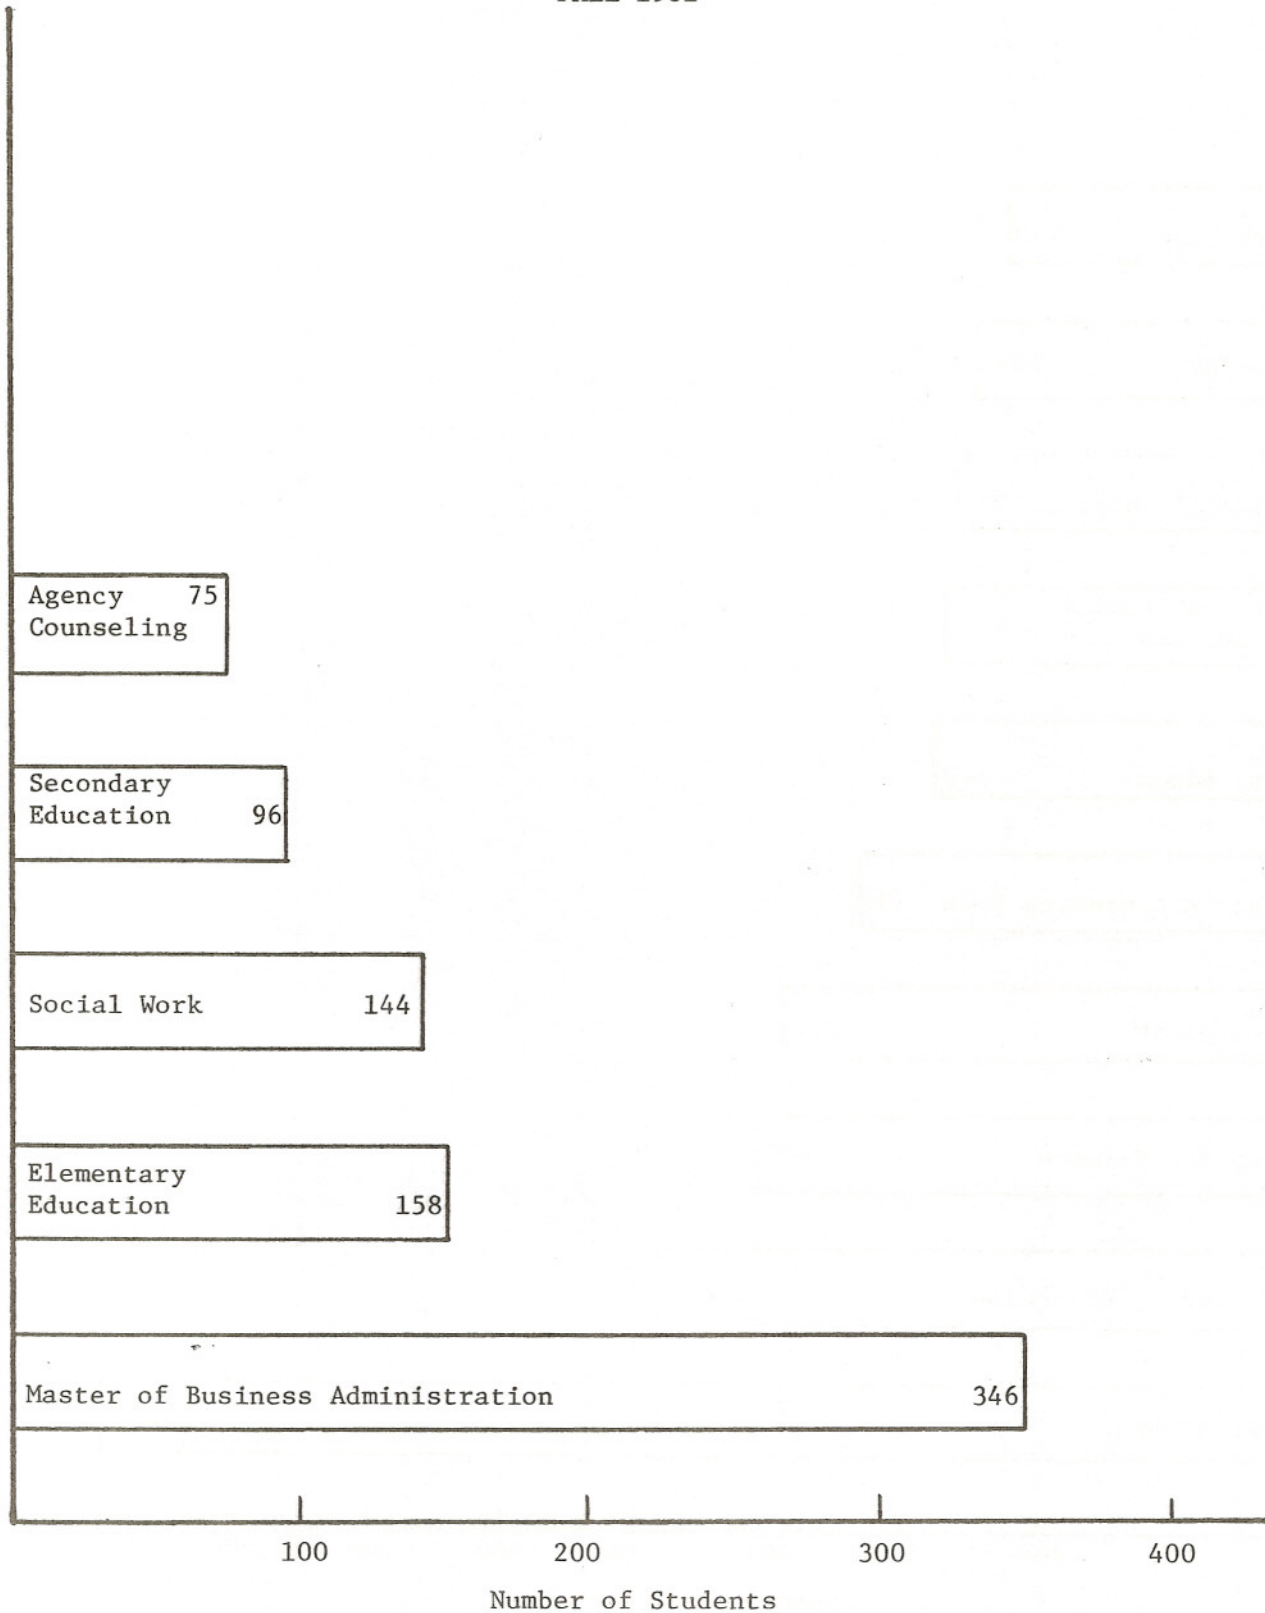 Agency 75
Counseling
Secondary
Education 96
Social Work 144
Elementary
Education 158
Master of Business Administration 346
100 200 300 400
Number of Students